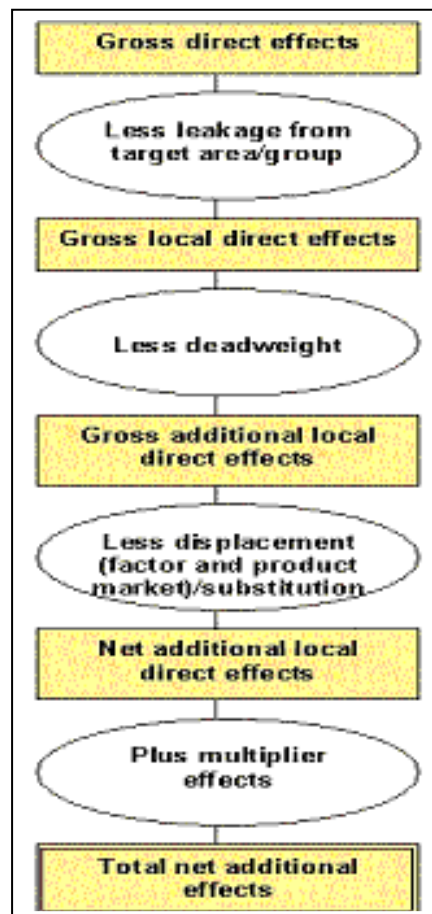 Gross direct effects
Less leakage from
target area/group
Gross local direct effects
Less deadweight
Gross additional local
direct effects
Less displacement
(factor and product
market)/substitution
Net additional local
direct effects
Plus multiplier
effects
Total net additional
effects